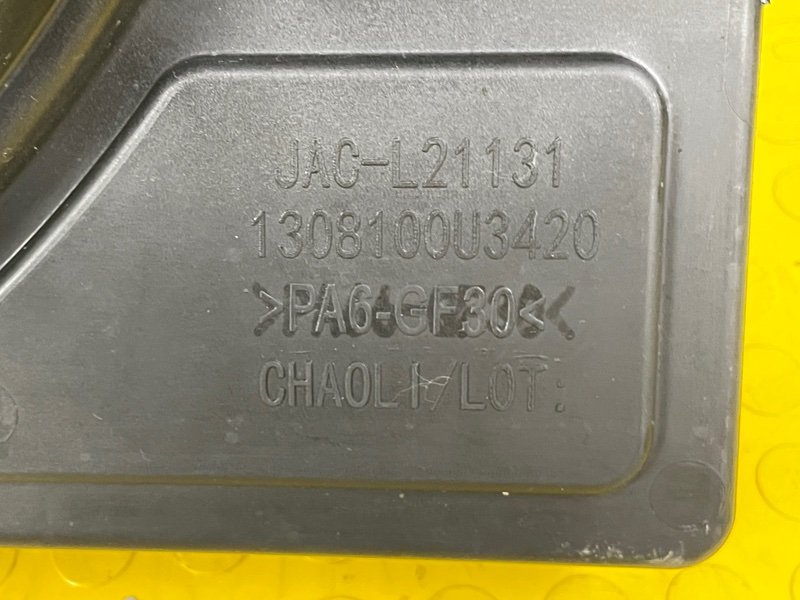 JAC-L21131
1308100U3420
>PA6-GF30<
CHAOLI/LOT: